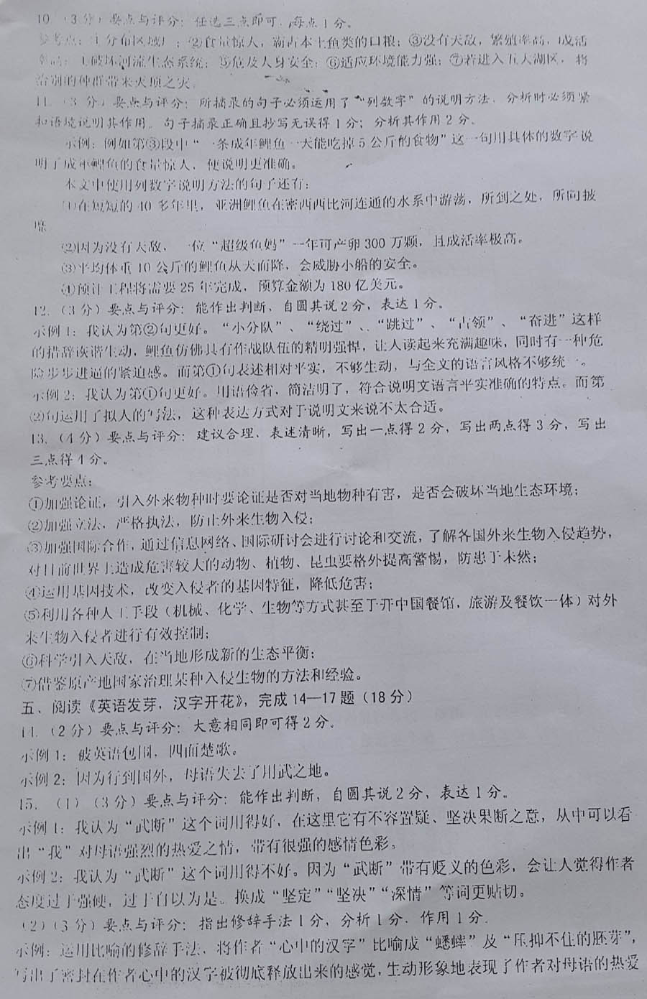 10.（3分）要点与评分：任选三点即可，每点1分。
参考点：①分布区域广；②食量惊人，霸占本土鱼类的口粮；③没有天敌，繁殖率高，成活
率高；④破坏河流生态系统；⑤危及人身安全；⑥适应环境能力强；⑦若进入五大湖区，将
给别的种群带来灭顶之灾。
11.（3分）要点与评分：所摘录的句子必须运用了“列数字”的说明方法，分析时必须紧
扣语境说明其作用。句子摘录正确且抄写无误得1分；分析其作用2分。
示例：例如第③段中“一条成年鲤鱼一天能吃掉5公斤的食物”这一句用具体的数字说
明了成年鲤鱼的食量惊人，使说明更准确。
本文中使用列数字说明方法的句子还有：
①在短短的40多年里，亚洲鲤鱼在密西西比河连通的水系中游荡，所到之处，所向披
靡
②因为没有天敌，一位“超级鱼妈”一年可产卵300万颗，且成活率极高。
③平均体重10公斤的鲤鱼从天而降，会威胁小船的安全。
④预计工程将需要25年完成，预算金额为180亿美元。
12.（3分）要点与评分：能作出判断、自圆其说2分，表达1分。
示例1：我认为第②句更好。“小分队”、“绕过”、“跳过”、“占领”、“奋进”这样
的措辞诙谐生动，鲤鱼仿佛具有作战队伍的精明强悍，让人读起来充满趣味，同时有一种危
险步步进逼的紧迫感。而第①句表述相对平实，不够生动，与全文的语言风格不够统一。
示例2：我认为第①句更好。用语俭省，简洁明了，符合说明文语言平实准确的特点。而第
②句运用了拟人的写法，这种表达方式对于说明文来说不太合适。
13.（4分）要点与评分：建议合理、表述清晰，写出一点得2分，写出两点得3分，写出
三点得4分。
参考要点：
①加强论证，引入外来物种时要论证是否对当地物种有害，是否会破坏当地生态环境；
②加强立法、严格执法，防止外来生物入侵；
③加强国际合作，通过信息网络、国际研讨会进行讨论和交流，了解各国外来生物入侵趋势，
对目前世界上造成危害较大的动物、植物、昆虫要格外提高警惕，防患于未然；
④运用基因技术，改变入侵者的基因特征，降低危害；
⑤利用各种人工手段（机械、化学、生物等方式甚至于开中国餐馆，旅游及餐饮一体）对外
来生物入侵者进行有效控制；
⑥科学引入天敌，在当地形成新的生态平衡；
⑦借鉴原产地国家治理某种入侵生物的方法和经验。
五、阅读《英语发芽，汉字开花》，完成14—17题（18分）
14.（2分）要点与评分：大意相同即可得2分。
示例1：被英语包围，四面楚歌。
示例2：因为行到国外，母语失去了用武之地。
15.（1）（3分）要点与评分：能作出判断，自圆其说2分、表达1分。
示例1：我认为“武断”这个词用得好，在这里它有不容置疑、坚决果断之意，从中可以看
出“我”对母语强烈的热爱之情，带有很强的感情色彩。
示例2：我认为“武断”这个词用得不好。因为“武断”带有贬义的色彩，会让人觉得作者
态度过于强硬，过于自以为是。换成“坚定”“坚决”“深情”等词更贴切。
（2）（3分）要点与评分：指出修辞手法1分，分析1分，作用1分。
示例：运用比喻的修辞手法、将作者“心中的汉字”比喻成“蟋蟀”及“压抑不住的胚芽”，
写出了密封在作者心中的汉字被彻底释放出来的感觉，生动形象地表现了作者对母语的热爱